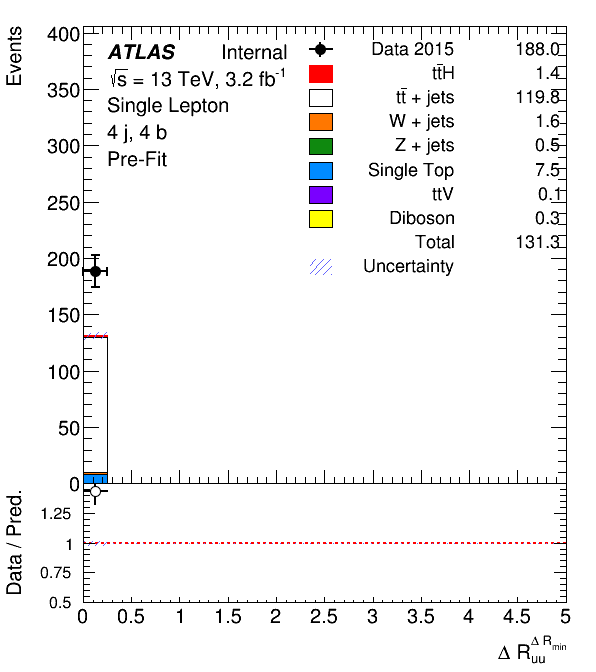 Events
400
350
300
250
200
150
100
50
0
ATLAS Internal
√s = 13 TeV, 3.2 fb⁻¹
Single Lepton
4 j, 4 b
Pre-Fit
Data 2015 188.0
tt̄H 1.4
tt̄ + jets 119.8
W + jets 1.6
Z + jets 0.5
Single Top 7.5
ttV 0.1
Diboson 0.3
Total 131.3
Uncertainty
Data / Pred.
1.25
1
0.75
0.5
0 0.5 1 1.5 2 2.5 3 3.5 4 4.5 5
Δ R_uu^Δ R_min